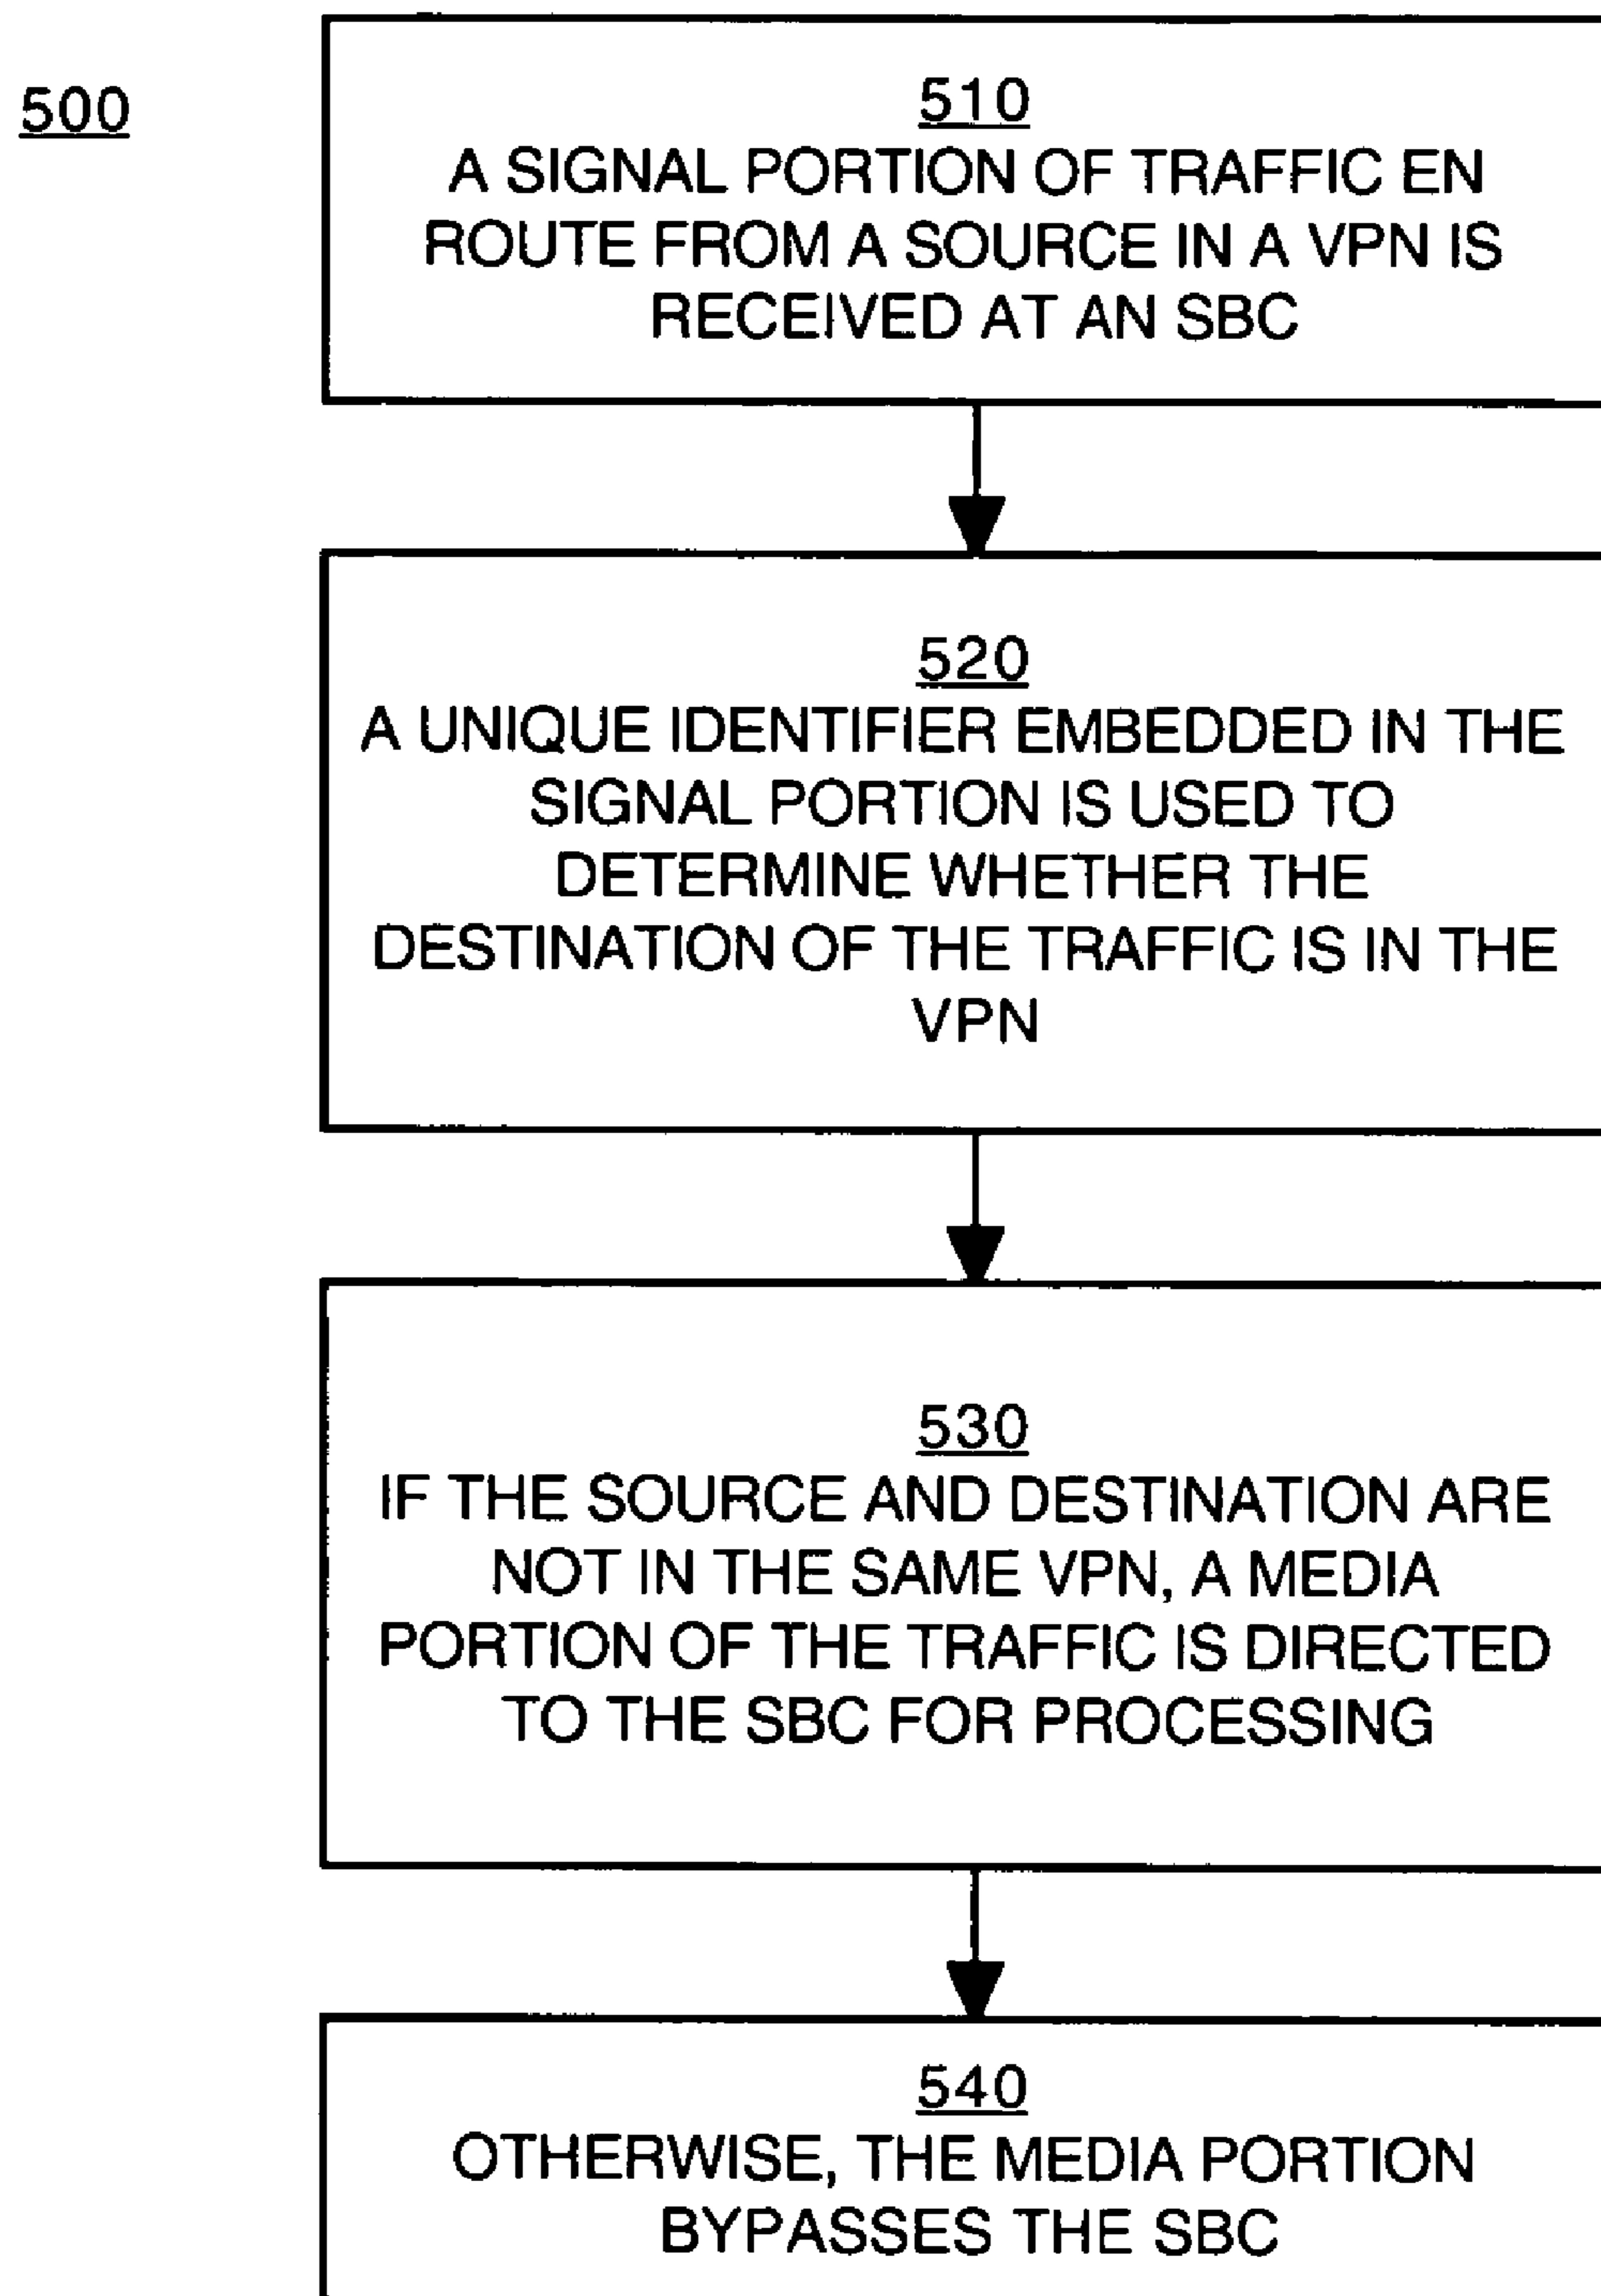 500
510
A SIGNAL PORTION OF TRAFFIC EN
ROUTE FROM A SOURCE IN A VPN IS
RECEIVED AT AN SBC
520
A UNIQUE IDENTIFIER EMBEDDED IN THE
SIGNAL PORTION IS USED TO
DETERMINE WHETHER THE
DESTINATION OF THE TRAFFIC IS IN THE
VPN
530
IF THE SOURCE AND DESTINATION ARE
NOT IN THE SAME VPN, A MEDIA
PORTION OF THE TRAFFIC IS DIRECTED
TO THE SBC FOR PROCESSING
540
OTHERWISE, THE MEDIA PORTION
BYPASSES THE SBC